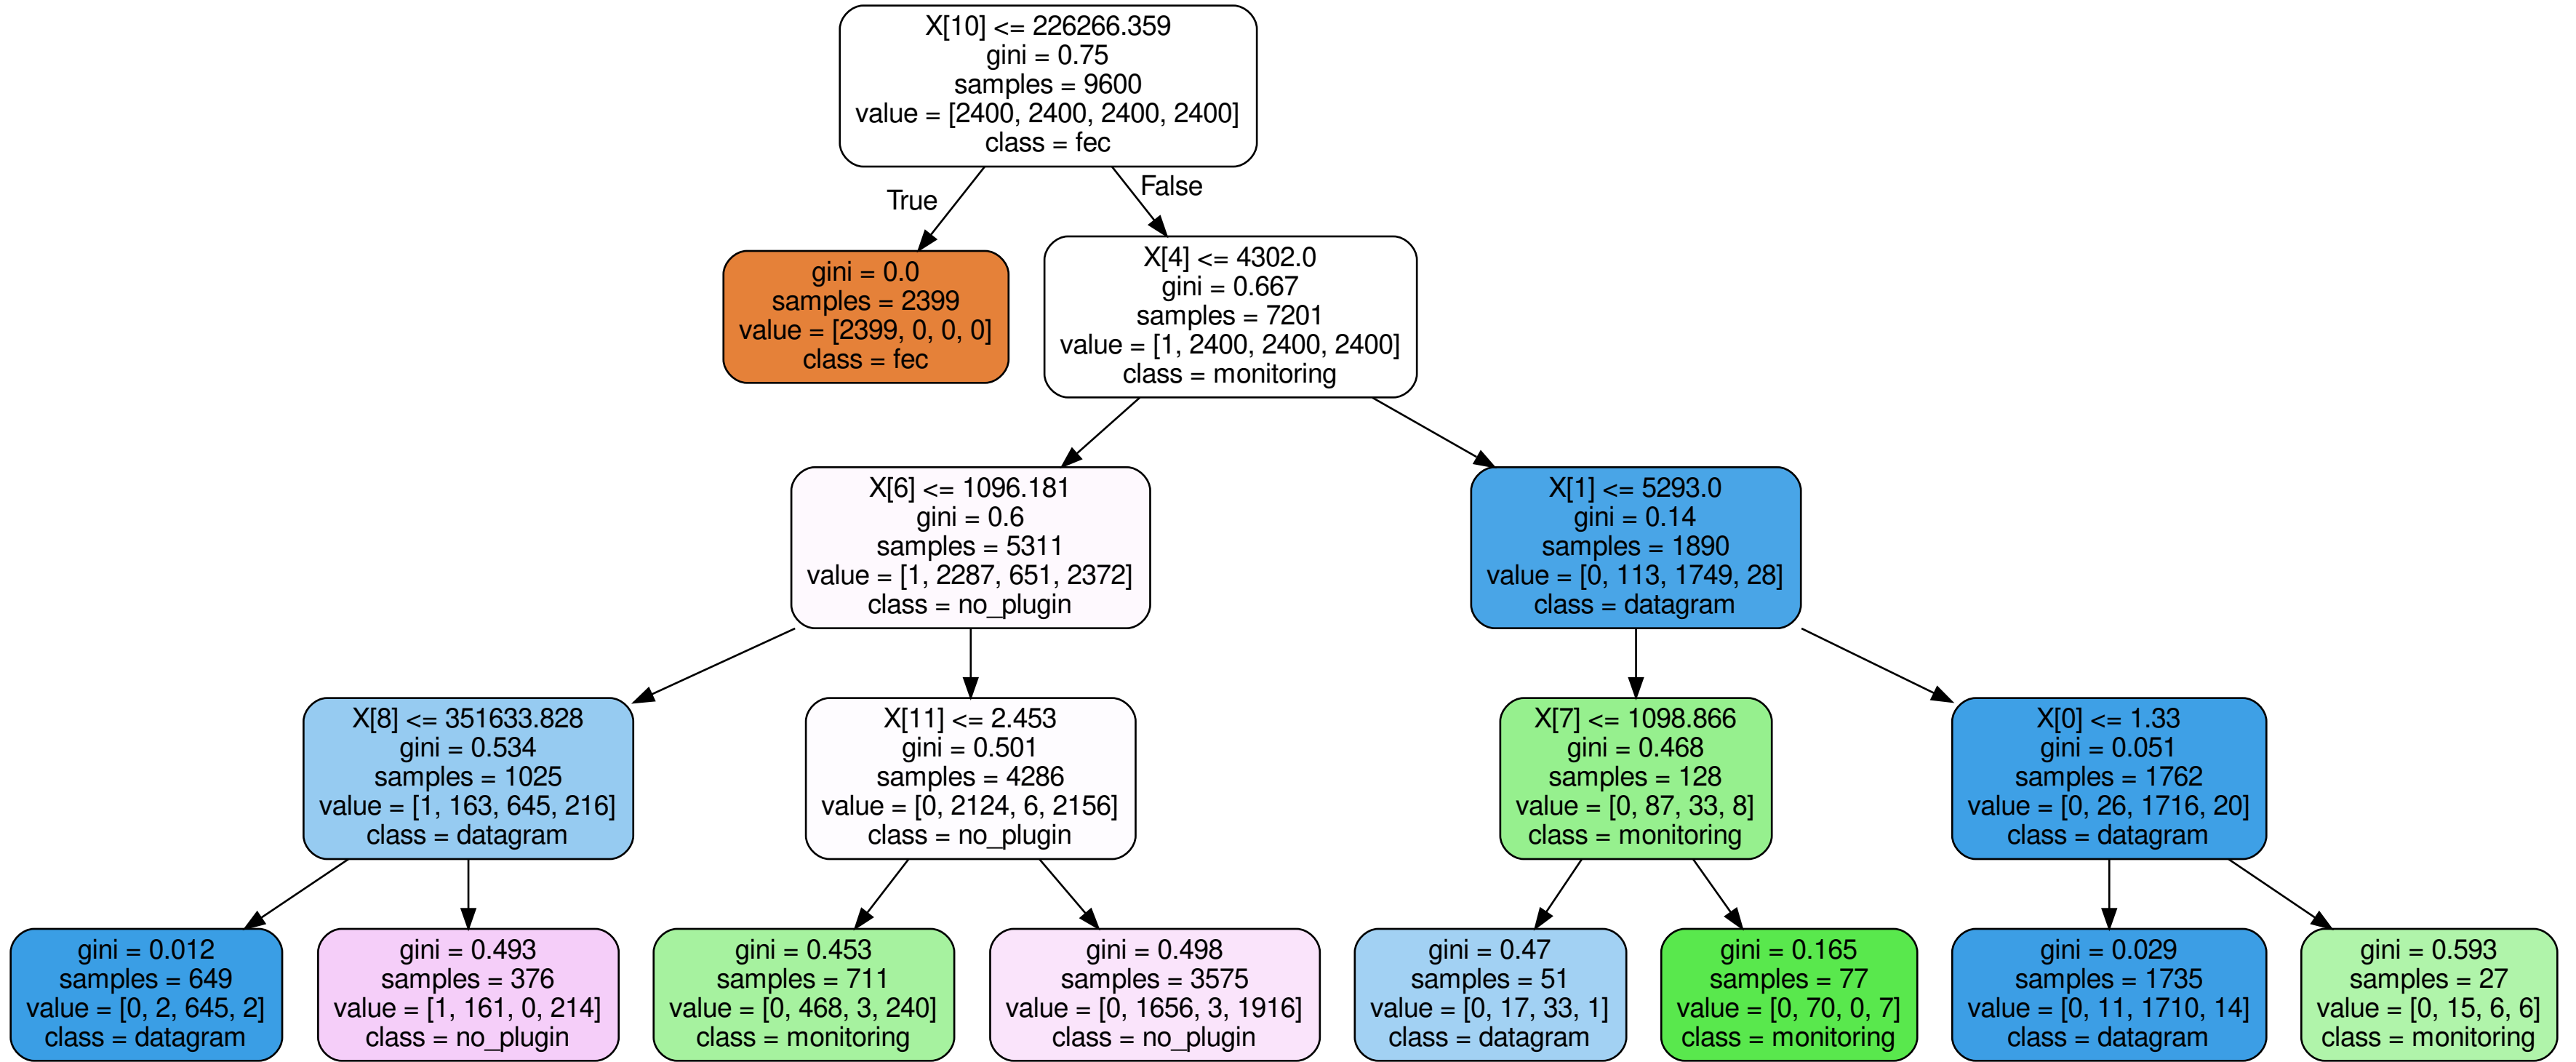 X[10] <= 226266.359
gini = 0.75
samples = 9600
value = [2400, 2400, 2400, 2400]
class = fec
True
False
gini = 0.0
samples = 2399
value = [2399, 0, 0, 0]
class = fec
X[4] <= 4302.0
gini = 0.667
samples = 7201
value = [1, 2400, 2400, 2400]
class = monitoring
X[6] <= 1096.181
gini = 0.6
samples = 5311
value = [1, 2287, 651, 2372]
class = no_plugin
X[1] <= 5293.0
gini = 0.14
samples = 1890
value = [0, 113, 1749, 28]
class = datagram
X[8] <= 351633.828
gini = 0.534
samples = 1025
value = [1, 163, 645, 216]
class = datagram
X[11] <= 2.453
gini = 0.501
samples = 4286
value = [0, 2124, 6, 2156]
class = no_plugin
X[7] <= 1098.866
gini = 0.468
samples = 128
value = [0, 87, 33, 8]
class = monitoring
X[0] <= 1.33
gini = 0.051
samples = 1762
value = [0, 26, 1716, 20]
class = datagram
gini = 0.012
samples = 649
value = [0, 2, 645, 2]
class = datagram
gini = 0.493
samples = 376
value = [1, 161, 0, 214]
class = no_plugin
gini = 0.453
samples = 711
value = [0, 468, 3, 240]
class = monitoring
gini = 0.498
samples = 3575
value = [0, 1656, 3, 1916]
class = no_plugin
gini = 0.47
samples = 51
value = [0, 17, 33, 1]
class = datagram
gini = 0.165
samples = 77
value = [0, 70, 0, 7]
class = monitoring
gini = 0.029
samples = 1735
value = [0, 11, 1710, 14]
class = datagram
gini = 0.593
samples = 27
value = [0, 15, 6, 6]
class = monitoring